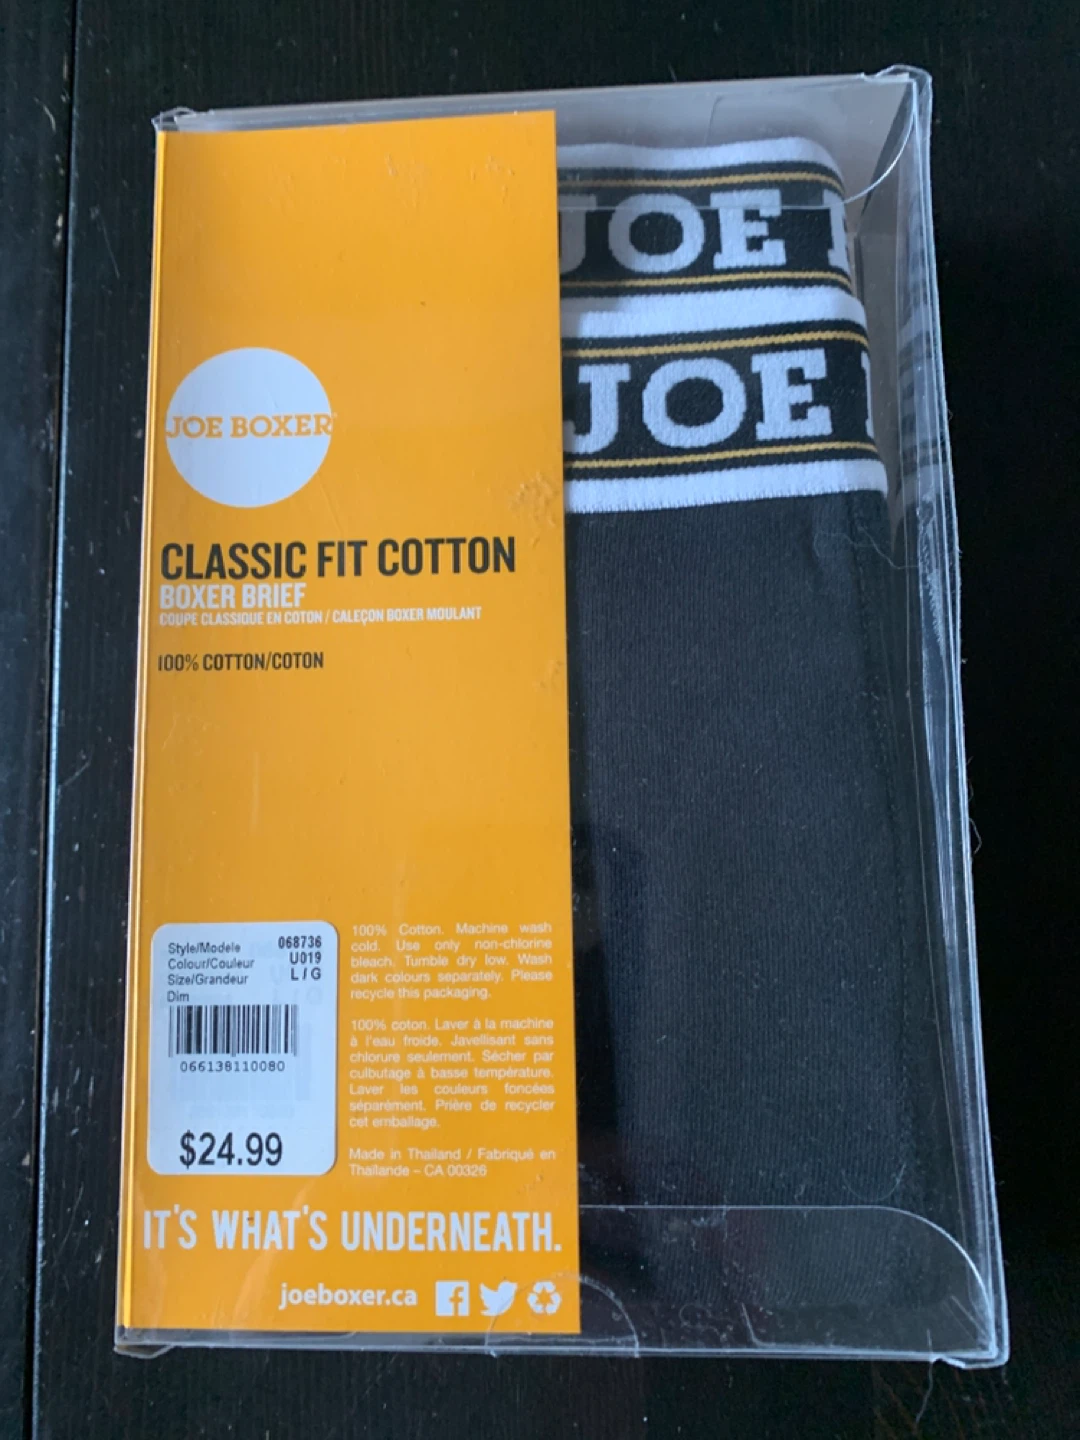 JOE
JOE
JOE BOXER
CLASSIC FIT COTTON
BOXER BRIEF
COUPE CLASSIQUE EN COTON / CALEÇON BOXER MOULANT
100% COTTON/COTON
Style/Modele 068736
Colour/Couleur U019
Size/Grandeur L / G
Dim
066138110080
$24.99
100% Cotton. Machine wash
cold. Use only non-chlorine
bleach. Tumble dry low. Wash
dark colours separately. Please
recycle this packaging.
100% coton. Laver à la machine
à l'eau froide. Javellisant sans
chlorure seulement. Sécher par
culbutage à basse température.
Laver les couleurs foncées
séparément. Prière de recycler
cet emballage.
Made in Thailand / Fabriqué en
Thaïlande – CA 00326
IT'S WHAT'S UNDERNEATH.
joeboxer.ca